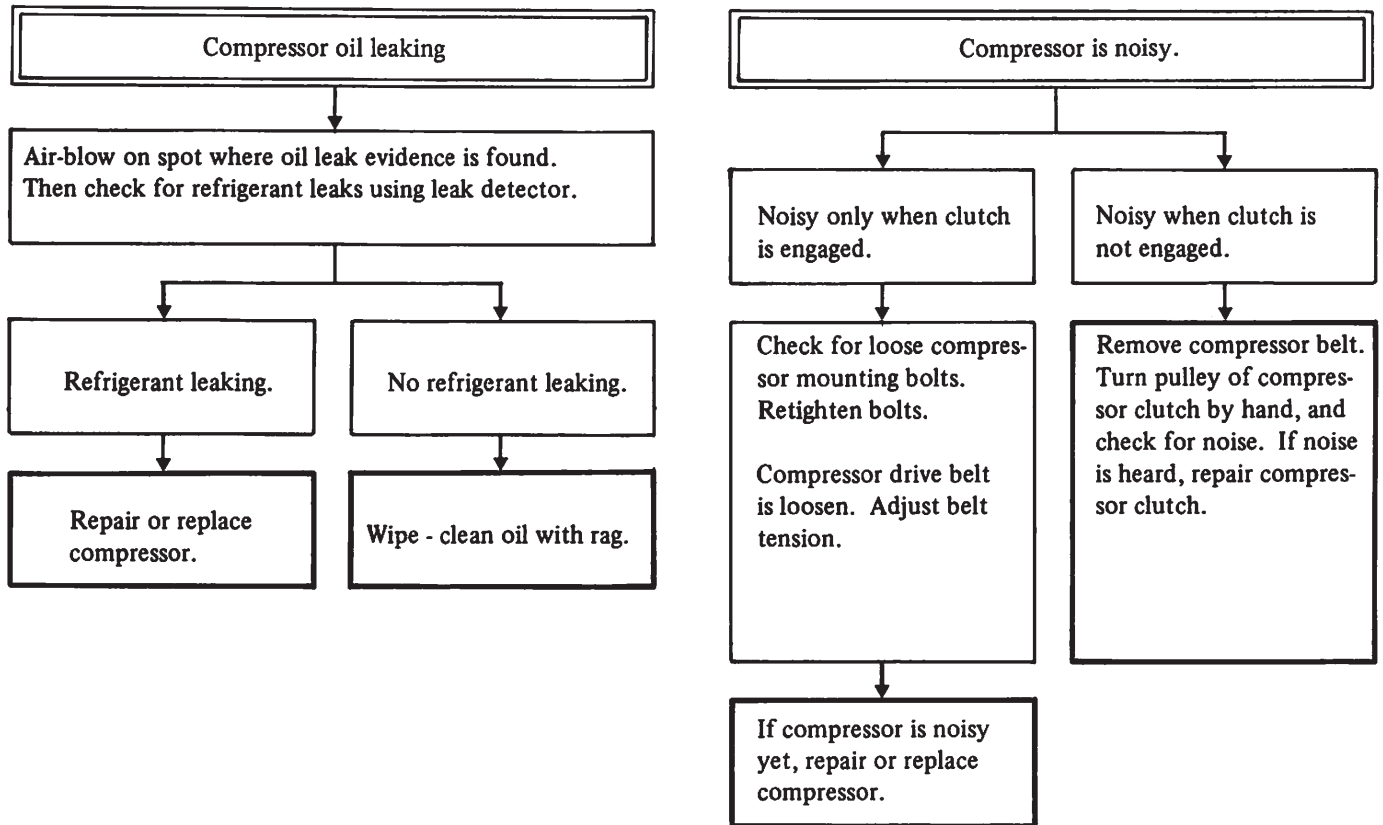 Compressor oil leaking
Air-blow on spot where oil leak evidence is found.
Then check for refrigerant leaks using leak detector.
Refrigerant leaking.
No refrigerant leaking.
Repair or replace
compressor.
Wipe - clean oil with rag.
Compressor is noisy.
Noisy only when clutch
is engaged.
Noisy when clutch is
not engaged.
Check for loose compres-
sor mounting bolts.
Retighten bolts.
Compressor drive belt
is loosen. Adjust belt
tension.
Remove compressor belt.
Turn pulley of compres-
sor clutch by hand, and
check for noise. If noise
is heard, repair compres-
sor clutch.
If compressor is noisy
yet, repair or replace
compressor.